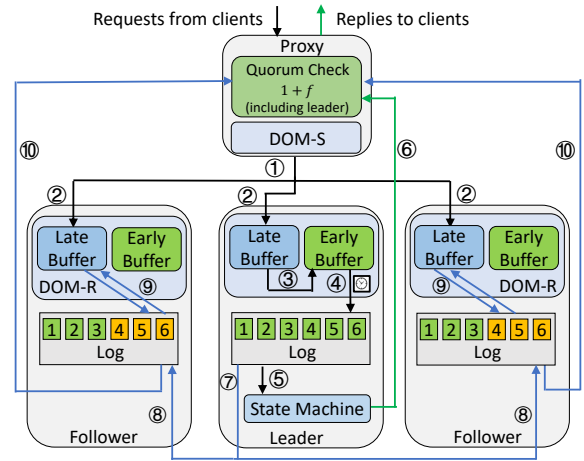 Requests from clients
Replies to clients
Proxy
Quorum Check
1 + f
(including leader)
DOM-S
①
⑩
⑥
⑩
②
②
②
Late
Buffer
Early
Buffer
DOM-R
⑨
Late
Buffer
Early
Buffer
③
④
Late
Buffer
Early
Buffer
⑨
DOM-R
1 2 3 4 5 6
Log
1 2 3 4 5 6
Log
1 2 3 4 5 6
Log
⑦
⑤
State Machine
⑧
⑧
Follower
Leader
Follower